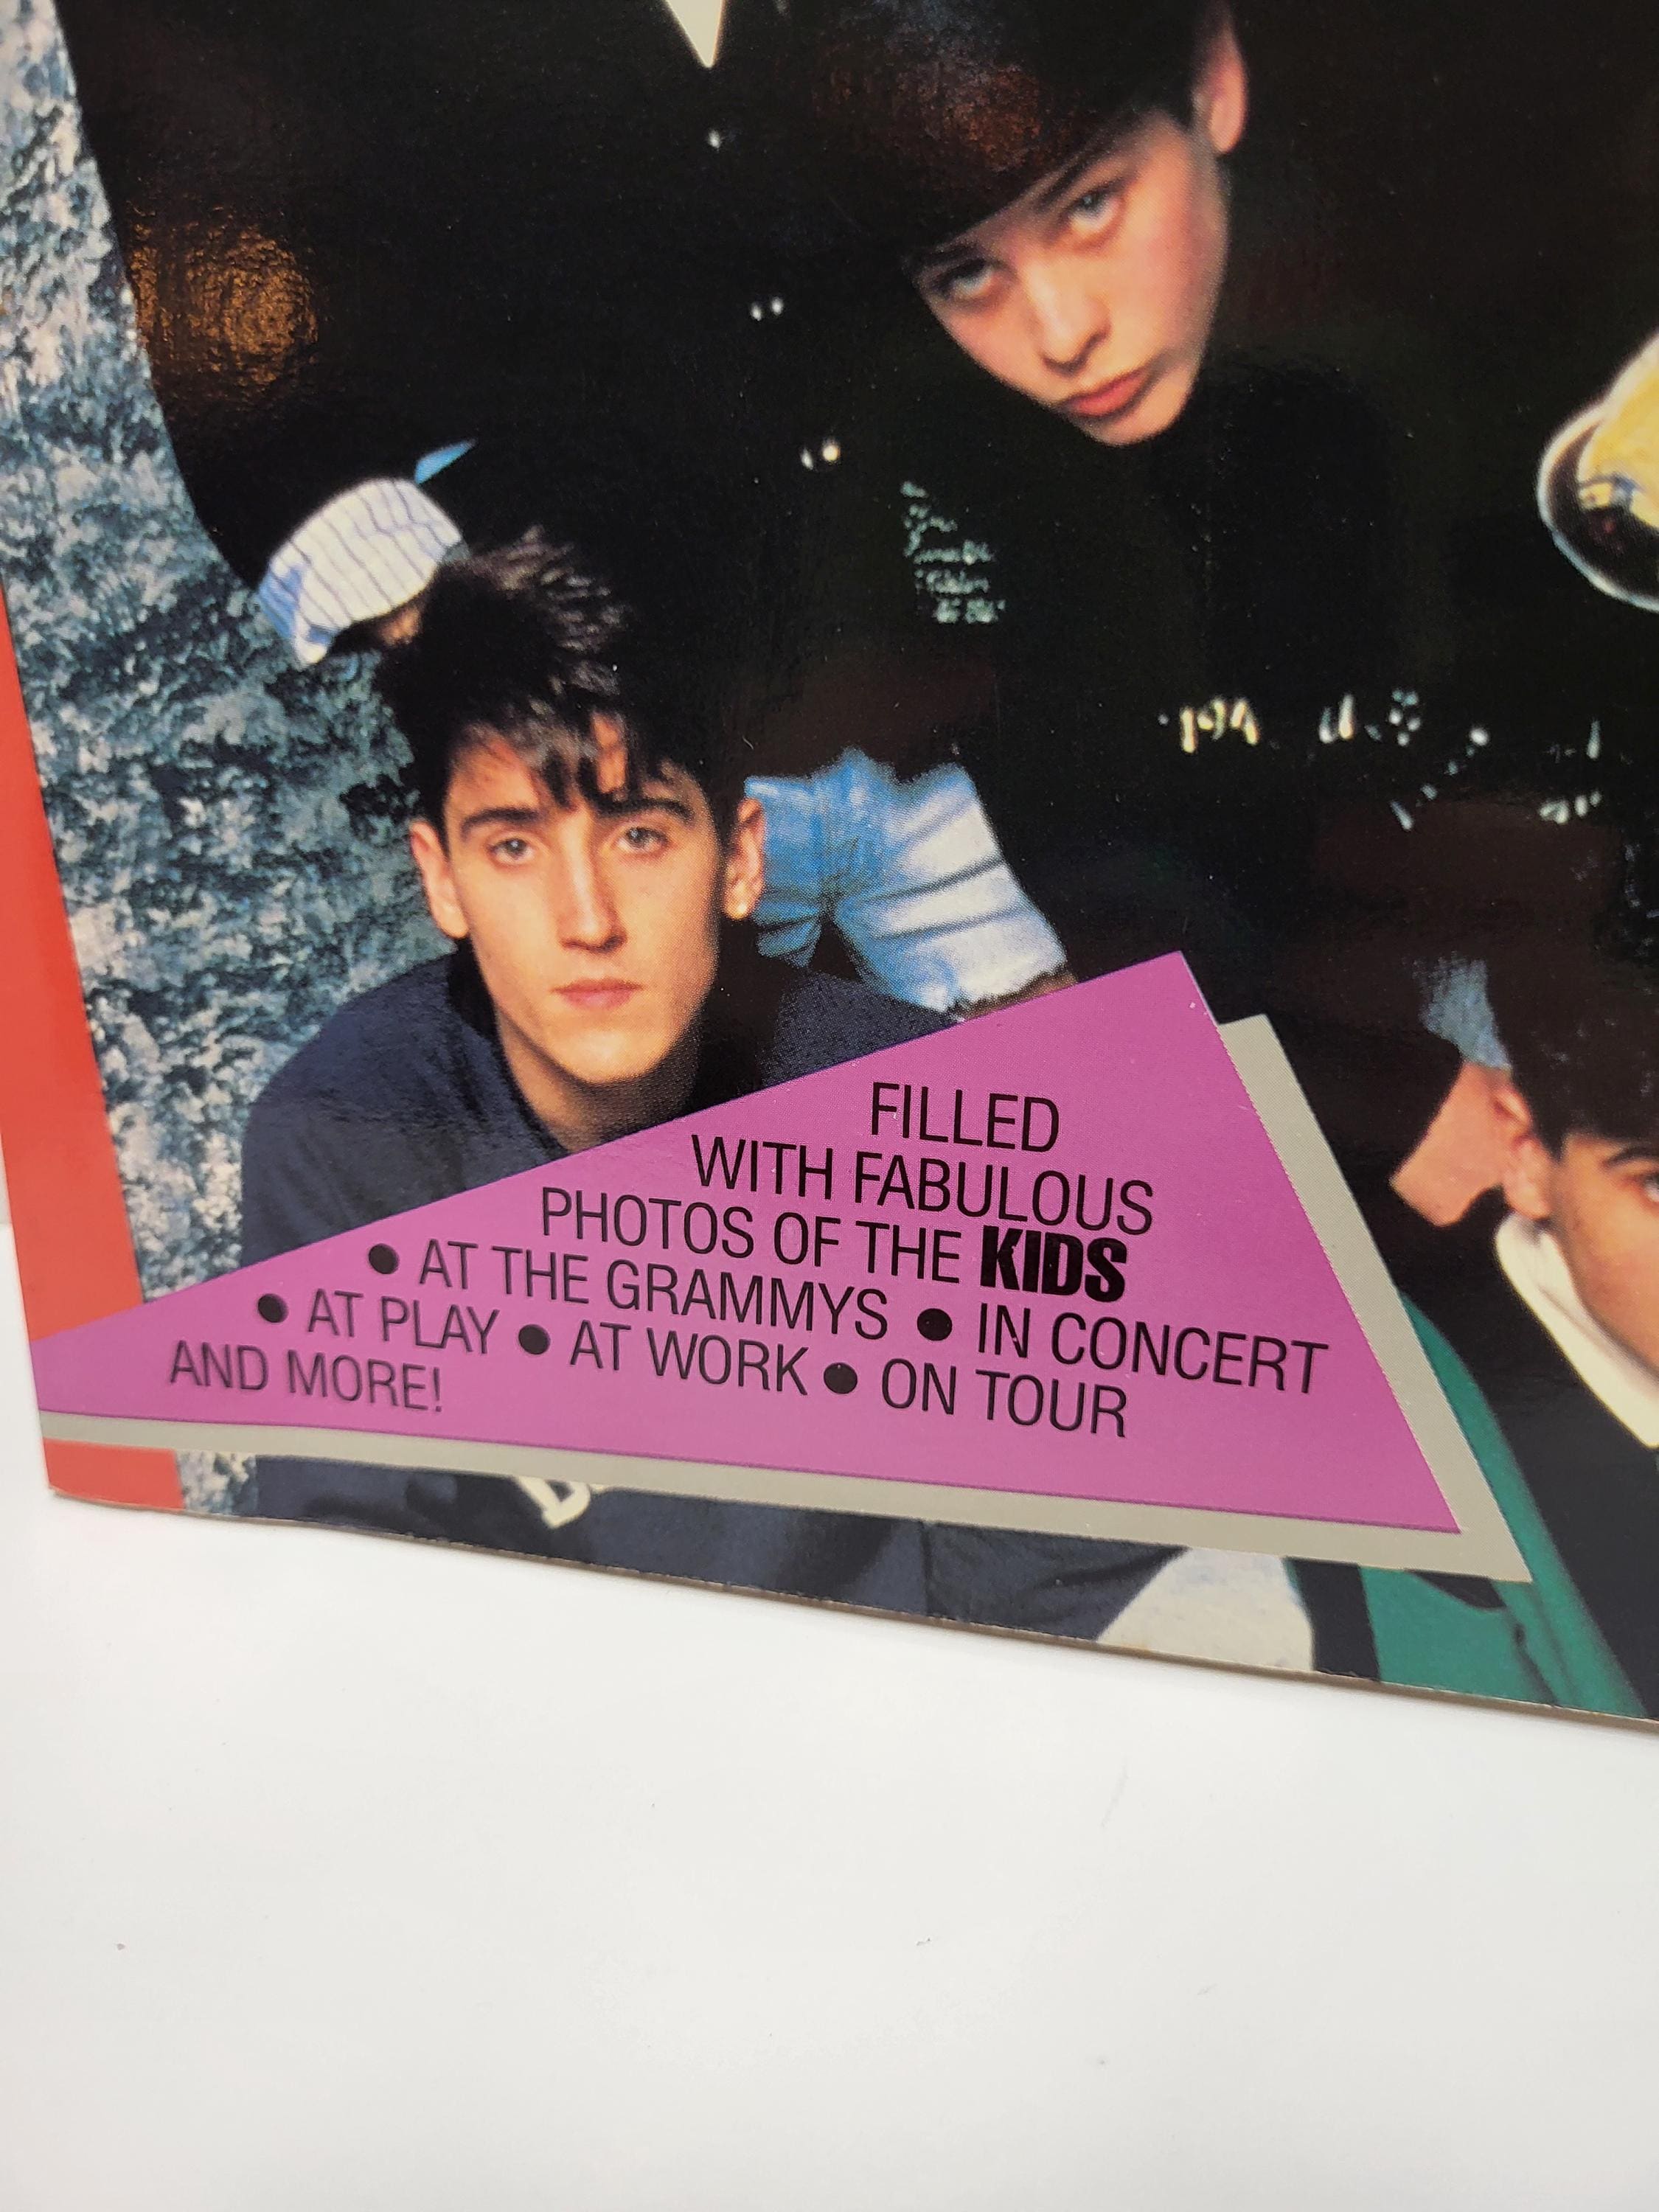 FILLED
WITH FABULOUS
PHOTOS OF THE KIDS
● AT THE GRAMMYS ● IN CONCERT
● AT PLAY ● AT WORK ● ON TOUR
AND MORE!